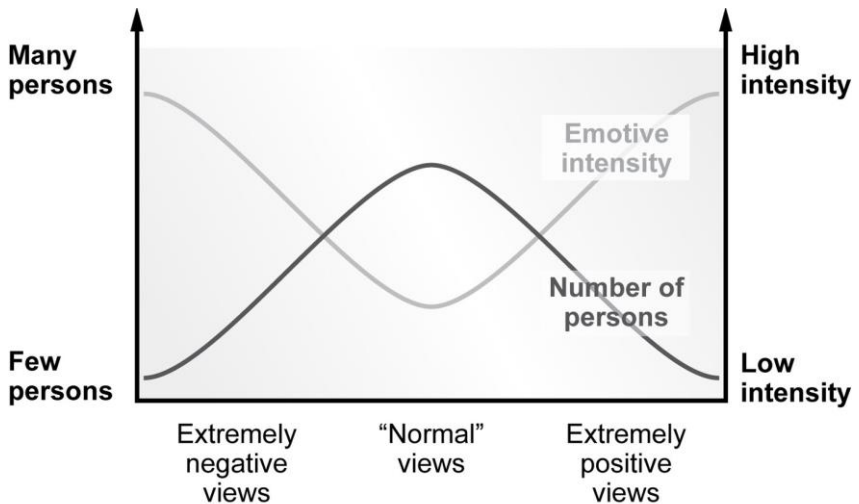 Many
persons
High
intensity
Emotive
intensity
Number of
persons
Few
persons
Low
intensity
Extremely
negative
views
“Normal”
views
Extremely
positive
views